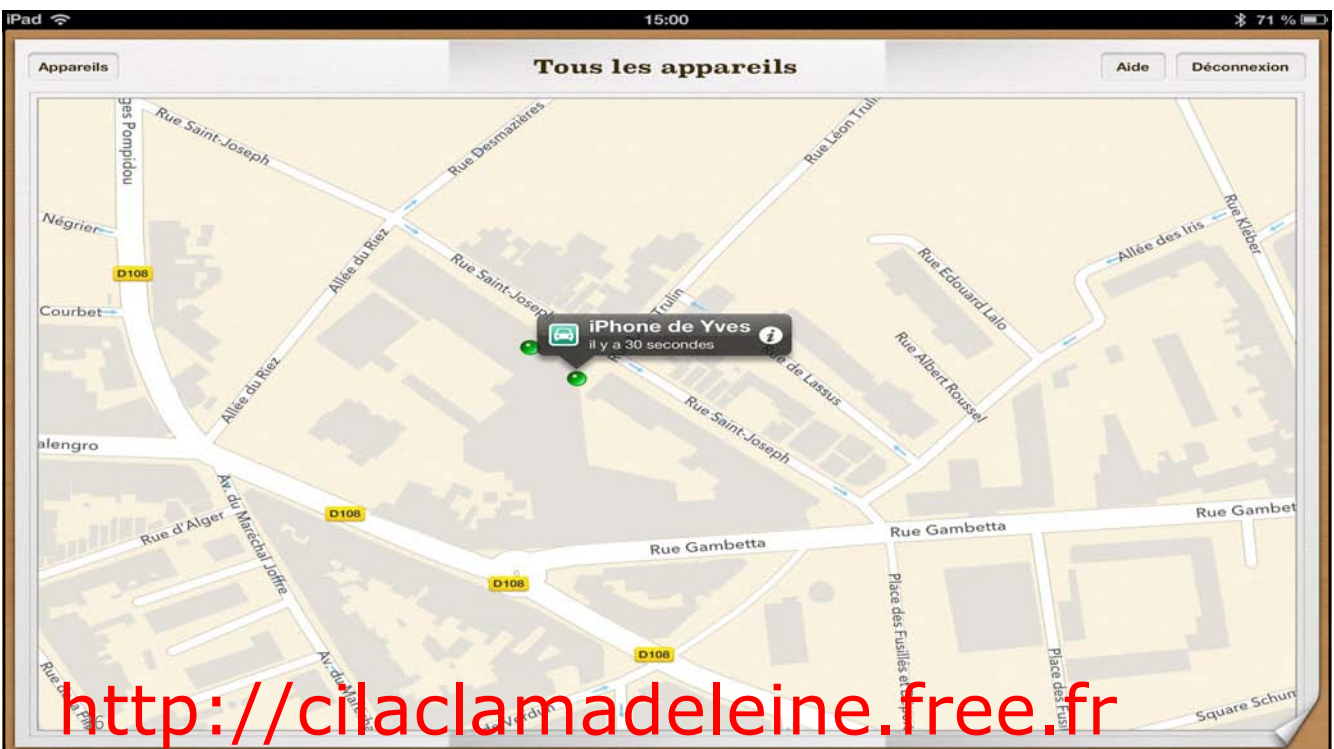 iPad
15:00
71 %
Appareils
Tous les appareils
Aide
Déconnexion
ges Pompidou
Rue Saint-Joseph
Rue Desmazières
Rue Léon Trulin
Rue Kléber
Négrier
Allée du Riez
Rue Saint-Joseph
Allée des Iris
Rue Edouard Lalo
D108
Courbet
Trulin
iPhone de Yves
il y a 30 secondes
Rue de Lassus
Rue Albert Roussel
Allée du Riez
Rue Saint-Joseph
alengro
Av. du Maréchal Joffre
Rue d'Alger
D108
Rue Gambetta
Rue Gambetta
Rue Gambet
D108
Place des Fusillés et
D108
Place des Fusi
Square Schum
http://cilaclamadeleine.free.fr